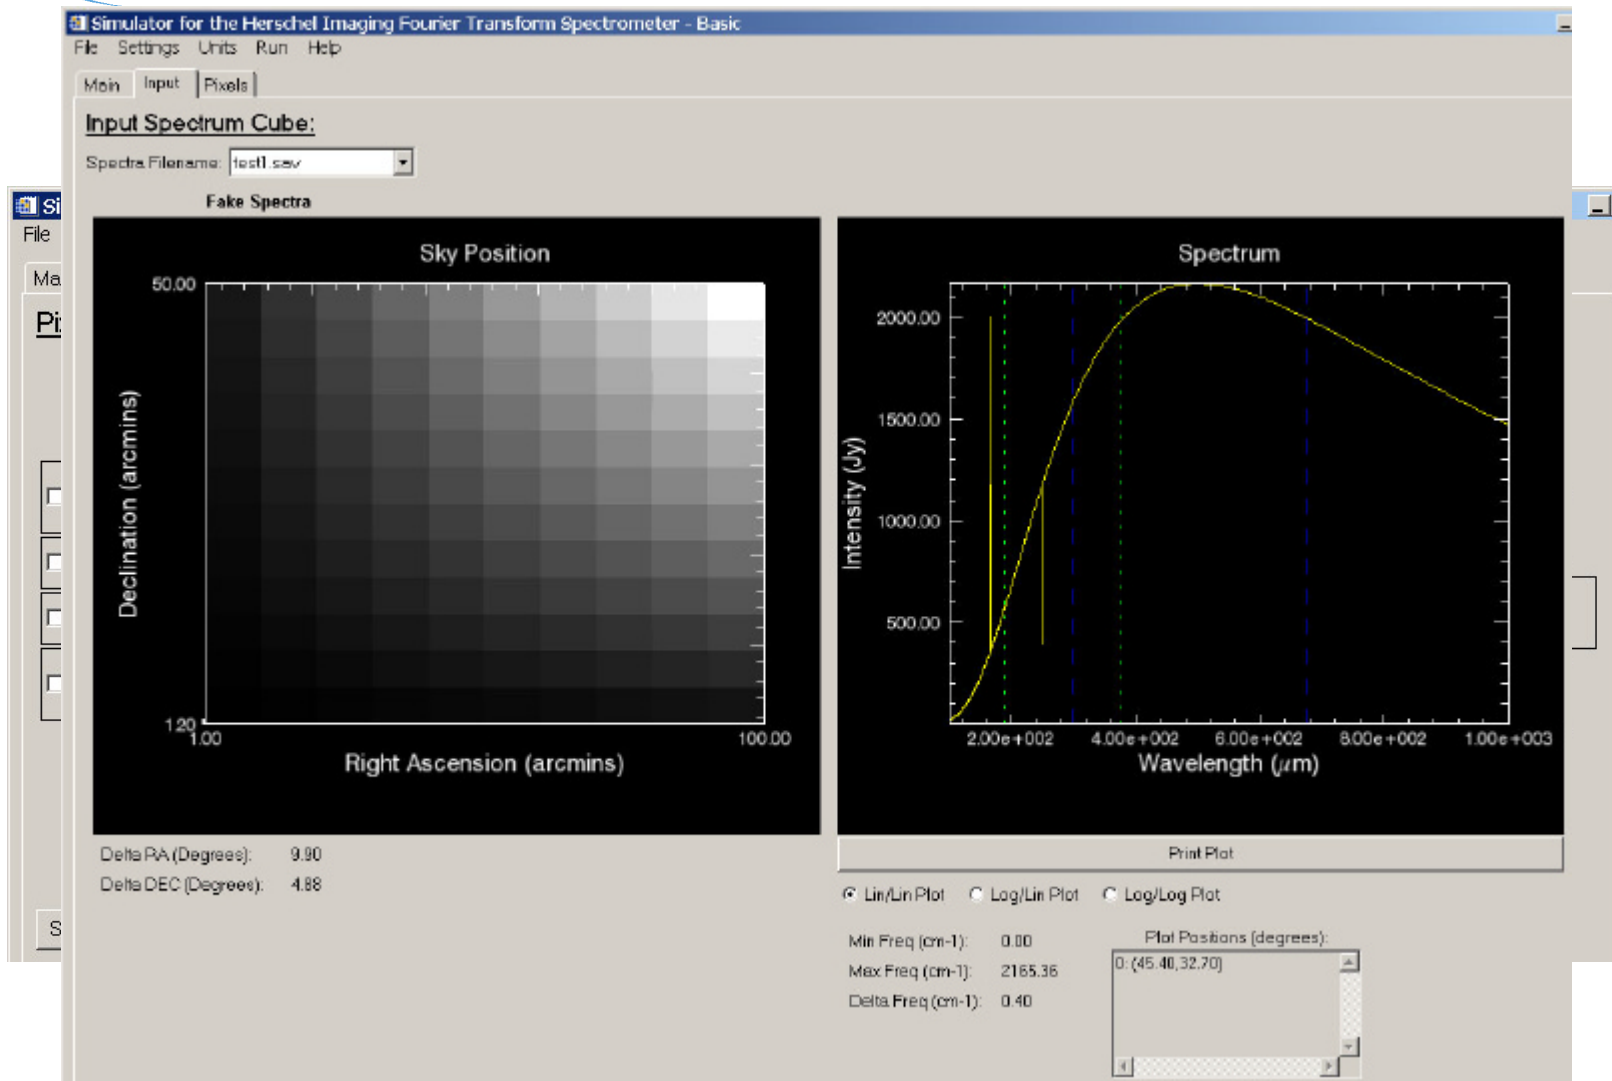 Simulator for the Herschel Imaging Fourier Transform Spectrometer - Basic
File Settings Units Run Help
Main Input Pixels
Input Spectrum Cube:
Spectra Filename: test1.sav
Si
File
Ma
Pi
S
Fake Spectra
Sky Position
50.00
Declination (arcmins)
1.20
1.00
100.00
Right Ascension (arcmins)
Spectrum
2000.00
1500.00
1000.00
500.00
Intensity (Jy)
2.00e+002 4.00e+002 6.00e+002 8.00e+002 1.00e+003
Wavelength (μm)
Delta RA (Degrees): 9.90
Delta DEC (Degrees): 4.88
Print Plot
Lin/Lin Plot Log/Lin Plot Log/Log Plot
Min Freq (cm-1): 0.00
Max Freq (cm-1): 2165.36
Delta Freq (cm-1): 0.40
Plot Positions (degrees):
0: (45.40,32.70)